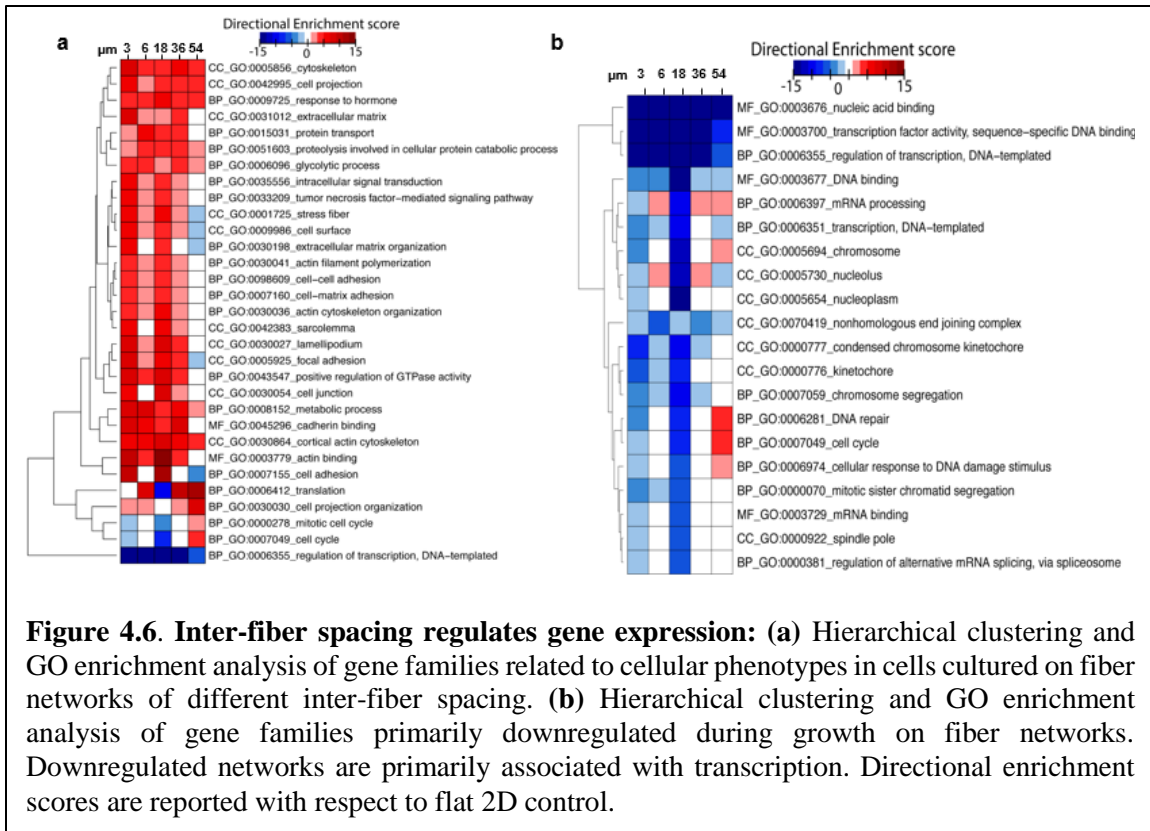 Directional Enrichment score
a
-15 0 15
µm 3 6 18 36 54
CC_GO:0005856_cytoskeleton
CC_GO:0042995_cell projection
BP_GO:0009725_response to hormone
CC_GO:0031012_extracellular matrix
BP_GO:0015031_protein transport
BP_GO:0051603_proteolysis involved in cellular protein catabolic process
BP_GO:0006096_glycolytic process
BP_GO:0035556_intracellular signal transduction
BP_GO:0033209_tumor necrosis factor−mediated signaling pathway
CC_GO:0001725_stress fiber
CC_GO:0009986_cell surface
BP_GO:0030198_extracellular matrix organization
BP_GO:0030041_actin filament polymerization
BP_GO:0098609_cell−cell adhesion
BP_GO:0007160_cell−matrix adhesion
BP_GO:0030036_actin cytoskeleton organization
CC_GO:0042383_sarcolemma
CC_GO:0030027_lamellipodium
CC_GO:0005925_focal adhesion
BP_GO:0043547_positive regulation of GTPase activity
CC_GO:0030054_cell junction
BP_GO:0008152_metabolic process
MF_GO:0045296_cadherin binding
CC_GO:0030864_cortical actin cytoskeleton
MF_GO:0003779_actin binding
BP_GO:0007155_cell adhesion
BP_GO:0006412_translation
BP_GO:0030030_cell projection organization
BP_GO:0000278_mitotic cell cycle
BP_GO:0007049_cell cycle
BP_GO:0006355_regulation of transcription, DNA−templated
b
Directional Enrichment score
-15 0 15
µm 3 6 18 36 54
MF_GO:0003676_nucleic acid binding
MF_GO:0003700_transcription factor activity, sequence−specific DNA binding
BP_GO:0006355_regulation of transcription, DNA−templated
MF_GO:0003677_DNA binding
BP_GO:0006397_mRNA processing
BP_GO:0006351_transcription, DNA−templated
CC_GO:0005694_chromosome
CC_GO:0005730_nucleolus
CC_GO:0005654_nucleoplasm
CC_GO:0070419_nonhomologous end joining complex
CC_GO:0000777_condensed chromosome kinetochore
CC_GO:0000776_kinetochore
BP_GO:0007059_chromosome segregation
BP_GO:0006281_DNA repair
BP_GO:0007049_cell cycle
BP_GO:0006974_cellular response to DNA damage stimulus
BP_GO:0000070_mitotic sister chromatid segregation
MF_GO:0003729_mRNA binding
CC_GO:0000922_spindle pole
BP_GO:0000381_regulation of alternative mRNA splicing, via spliceosome
Figure 4.6. Inter-fiber spacing regulates gene expression: (a) Hierarchical clustering and
GO enrichment analysis of gene families related to cellular phenotypes in cells cultured on fiber
networks of different inter-fiber spacing. (b) Hierarchical clustering and GO enrichment
analysis of gene families primarily downregulated during growth on fiber networks.
Downregulated networks are primarily associated with transcription. Directional enrichment
scores are reported with respect to flat 2D control.